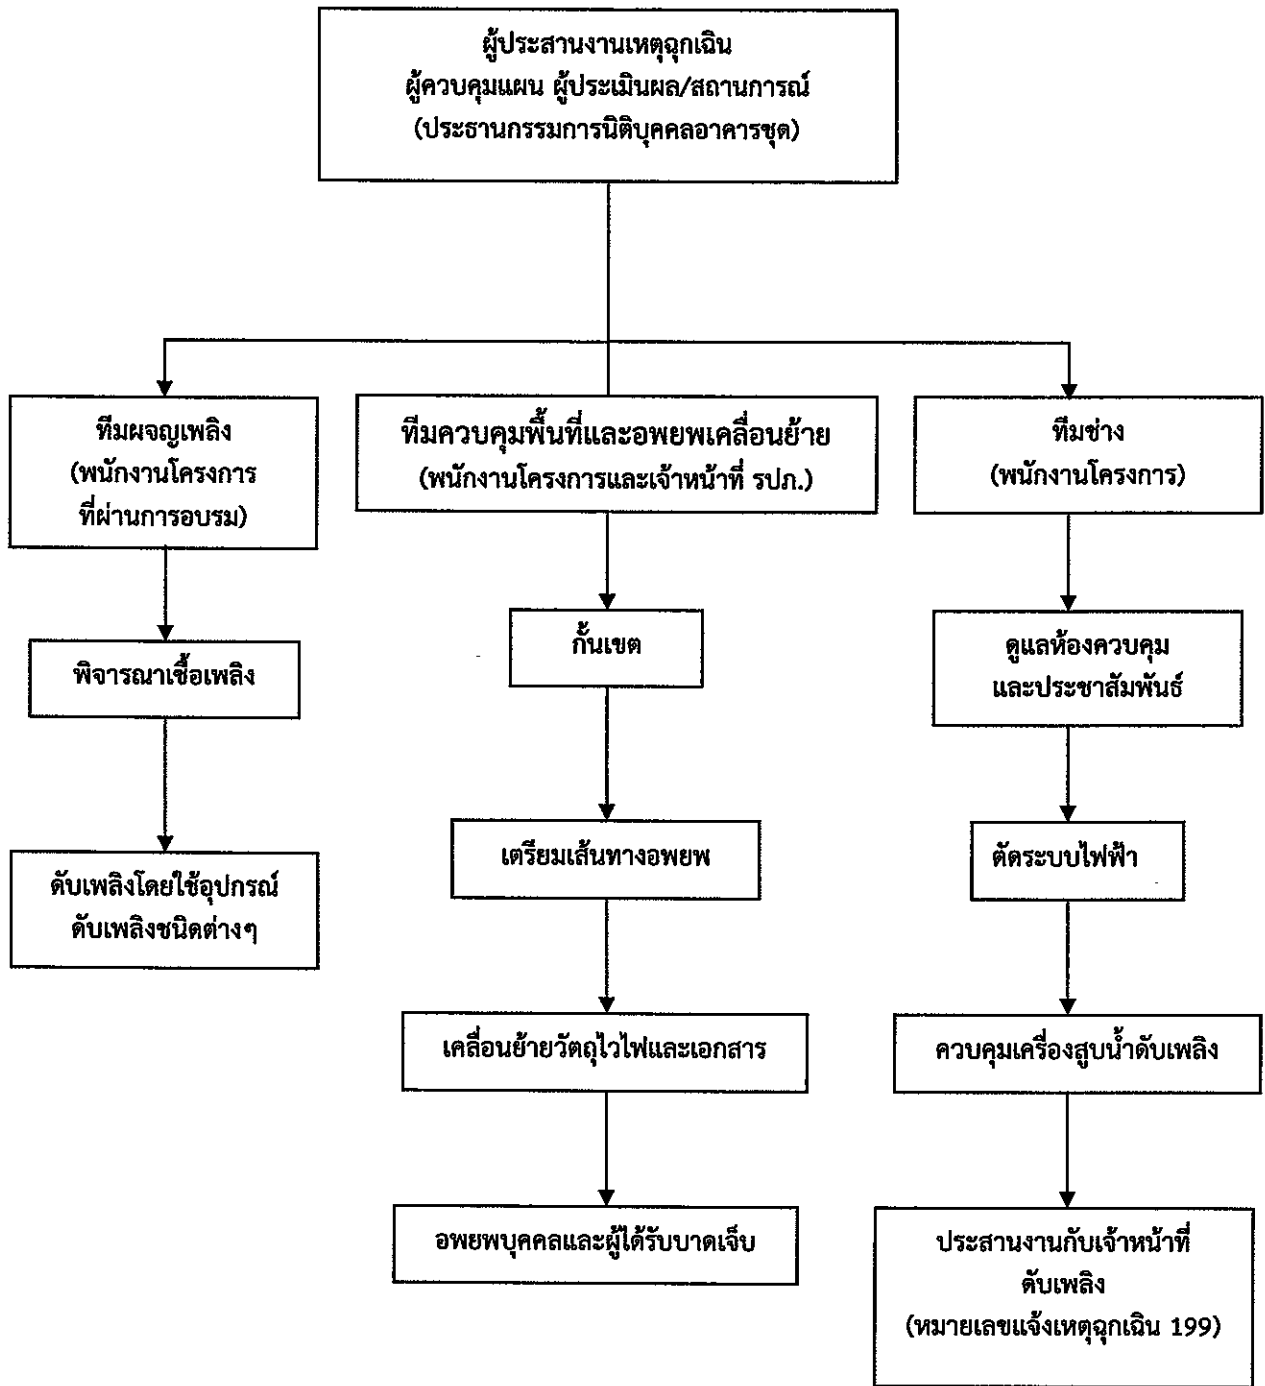 ผู้ประสานงานเหตุฉุกเฉิน
ผู้ควบคุมแผน ผู้ประเมินผล/สถานการณ์
(ประธานกรรมการนิติบุคคลอาคารชุด)
ทีมผจญเพลิง
(พนักงานโครงการ
ที่ผ่านการอบรม)
พิจารณาเชื้อเพลิง
ดับเพลิงโดยใช้อุปกรณ์
ดับเพลิงชนิดต่างๆ
ทีมควบคุมพื้นที่และอพยพเคลื่อนย้าย
(พนักงานโครงการและเจ้าหน้าที่ รปภ.)
กั้นเขต
เตรียมเส้นทางอพยพ
เคลื่อนย้ายวัตถุไวไฟและเอกสาร
อพยพบุคคลและผู้ได้รับบาดเจ็บ
ทีมช่าง
(พนักงานโครงการ)
ดูแลห้องควบคุม
และประชาสัมพันธ์
ตัดระบบไฟฟ้า
ควบคุมเครื่องสูบน้ำดับเพลิง
ประสานงานกับเจ้าหน้าที่
ดับเพลิง
(หมายเลขแจ้งเหตุฉุกเฉิน 199)